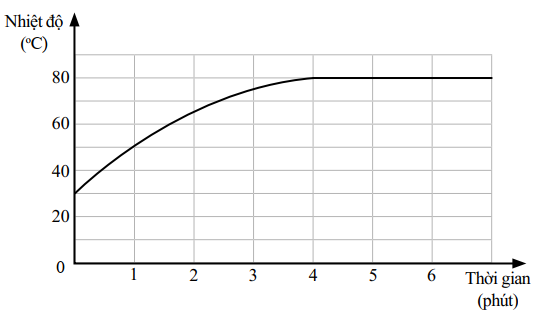 Nhiệt độ
(°C)
80
60
40
20
0
1 2 3 4 5 6 Thời gian
(phút)